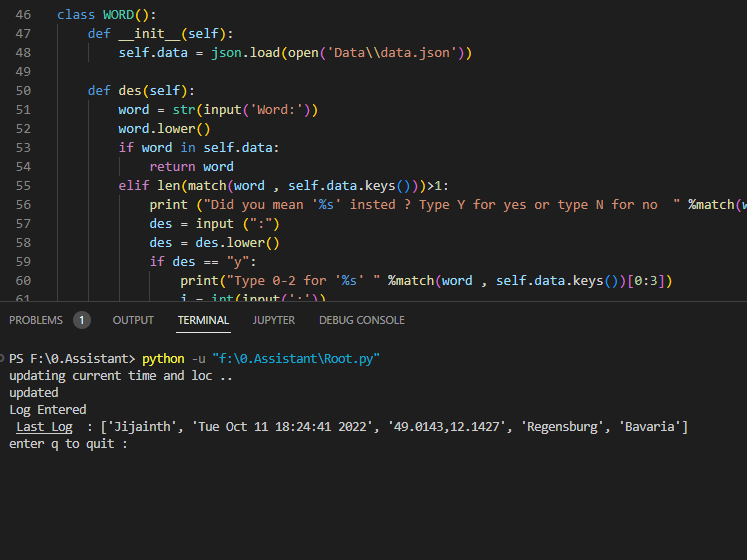 46 class WORD():
47 def __init__(self):
48 self.data = json.load(open('Data\\data.json'))
49
50 def des(self):
51 word = str(input('Word:'))
52 word.lower()
53 if word in self.data:
54 return word
55 elif len(match(word , self.data.keys()))>1:
56 print ("Did you mean '%s' insted ? Type Y for yes or type N for no  " %match(w
57 des = input (":")
58 des = des.lower()
59 if des == "y":
60 print("Type 0-2 for '%s' " %match(word , self.data.keys())[0:3])
61 i = int(input(':'))
PROBLEMS 1 OUTPUT TERMINAL JUPYTER DEBUG CONSOLE
PS F:\0.Assistant> python -u "f:\0.Assistant\Root.py"
updating current time and loc ..
updated
Log Entered
Last Log  : ['Jijainth', 'Tue Oct 11 18:24:41 2022', '49.0143,12.1427', 'Regensburg', 'Bavaria']
enter q to quit :